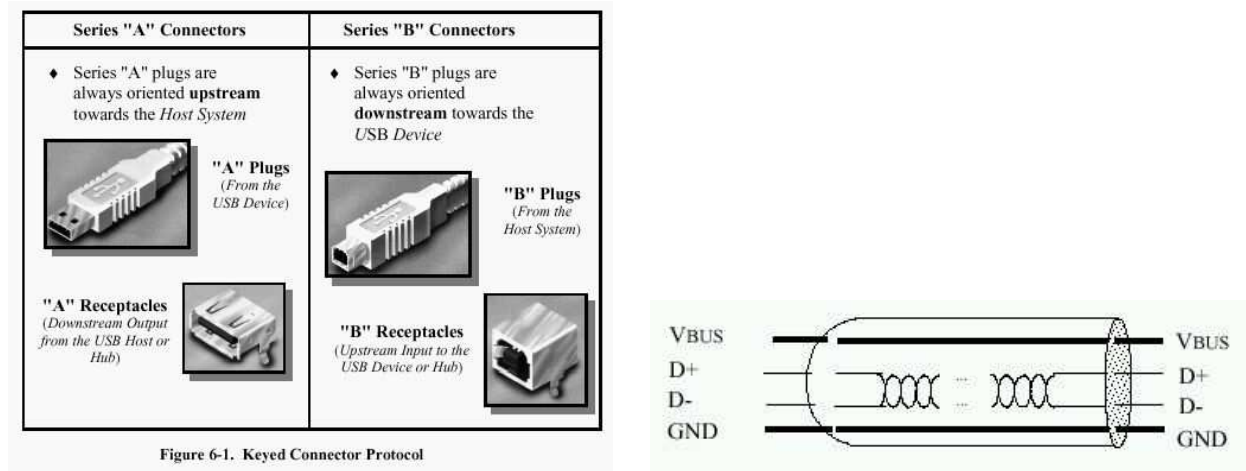 Series "A" Connectors
Series "B" Connectors
♦ Series "A" plugs are
always oriented upstream
towards the Host System
"A" Plugs
(From the
USB Device)
"A" Receptacles
(Downstream Output
from the USB Host or
Hub)
♦ Series "B" plugs are
always oriented
downstream towards the
USB Device
"B" Plugs
(From the
Host System)
"B" Receptacles
(Upstream Input to the
USB Device or Hub)
Figure 6-1. Keyed Connector Protocol
VBUS
D+
D-
GND
...
...
VBUS
D+
D-
GND